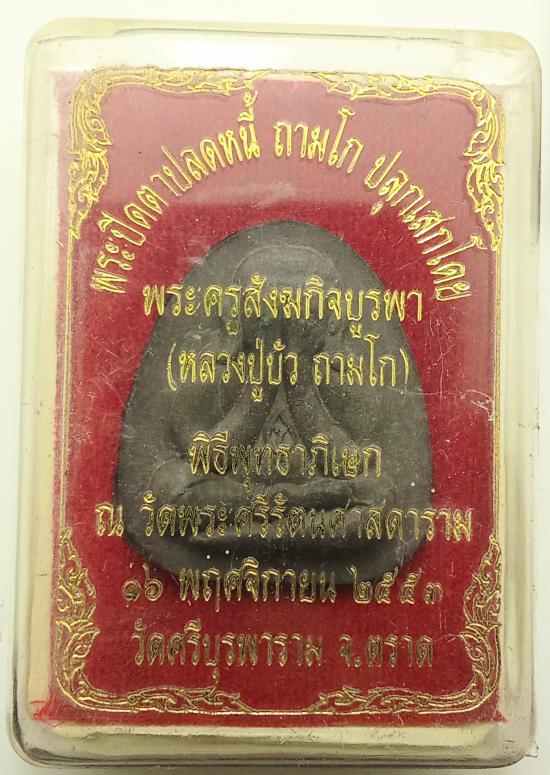 พระปิดตาปลดหนี้ ถามโก ปลุกเสกโดย
พระครูสังฆกิจบูรพา
(หลวงปู่บัว ถามโก)
พิธีพุทธาภิเษก
ณ วัดพระศรีรัตนศาสดาราม
๑๖ พฤศจิกายน ๒๕๕๓
วัดศรีบุรพาราม จ.ตราด